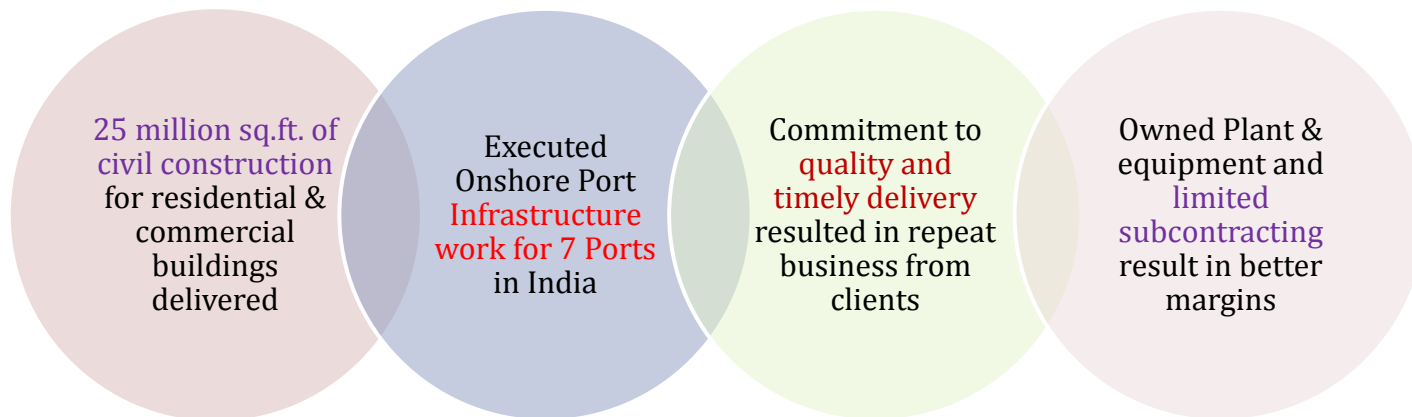 25 million sq.ft. of
civil construction
for residential &
commercial
buildings
delivered
Executed
Onshore Port
Infrastructure
work for 7 Ports
in India
Commitment to
quality and
timely delivery
resulted in repeat
business from
clients
Owned Plant &
equipment and
limited
subcontracting
result in better
margins